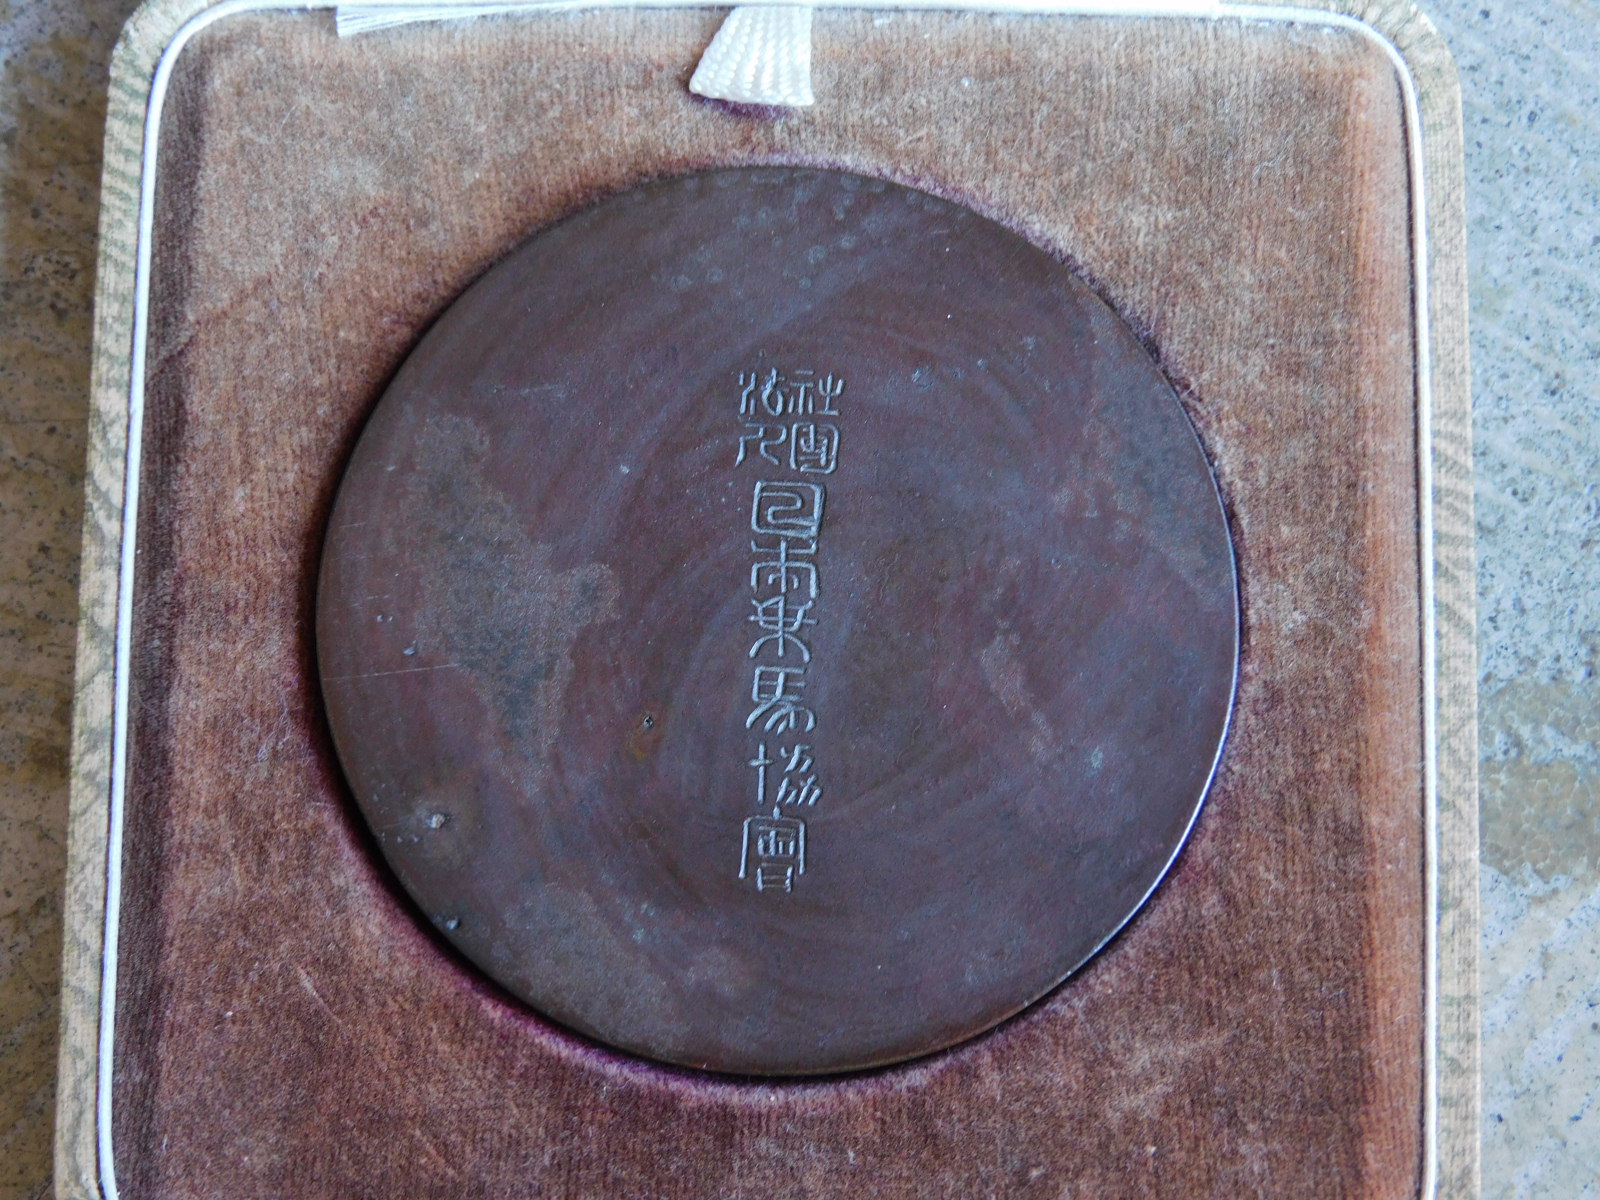 社團
法人
日本乘馬協會